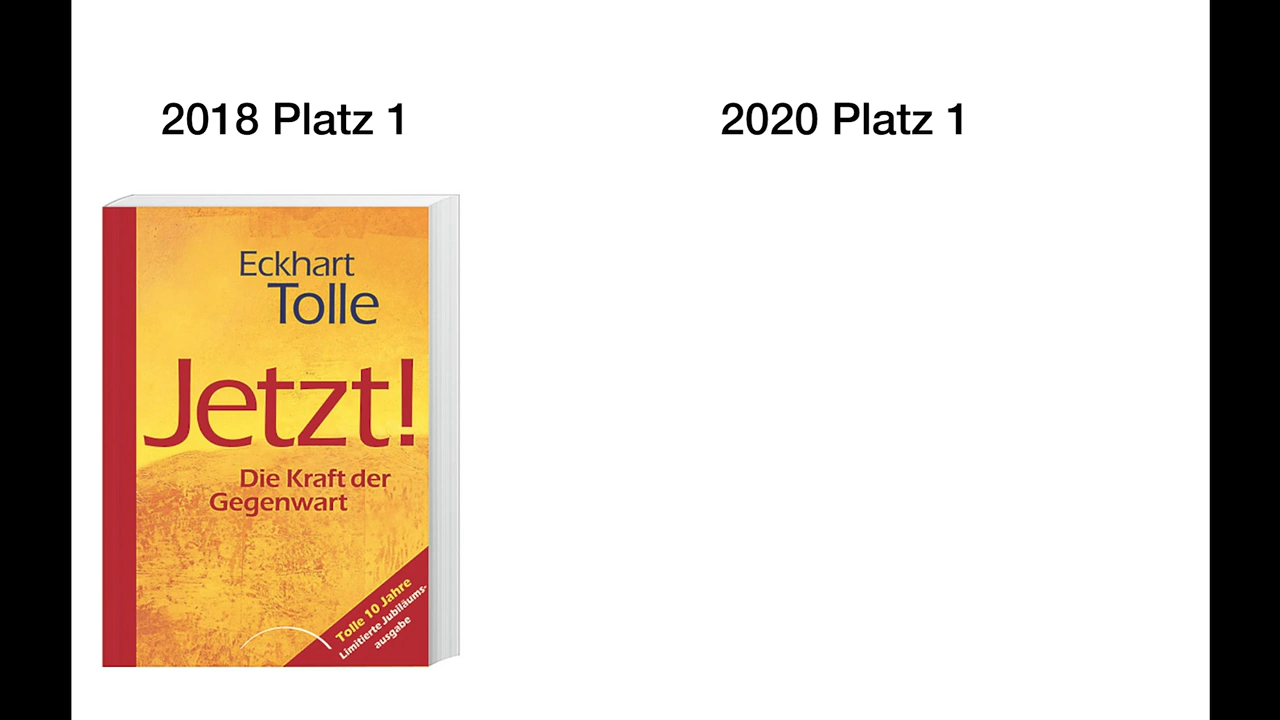 2018 Platz 1
2020 Platz 1
Eckhart
Tolle
Jetzt!
Die Kraft der
Gegenwart
Tolle 10 Jahre
Limitierte Jubiläums-
ausgabe